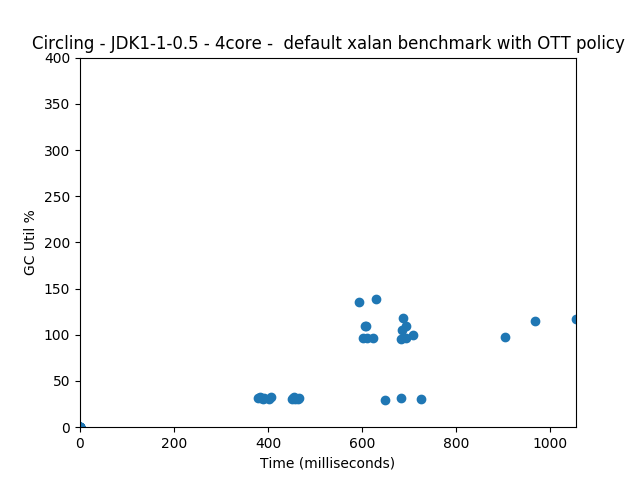 Circling - JDK1-1-0.5 - 4core -  default xalan benchmark with OTT policy
400
350
300
250
200
150
100
50
0
GC Util %
0 200 400 600 800 1000
Time (milliseconds)